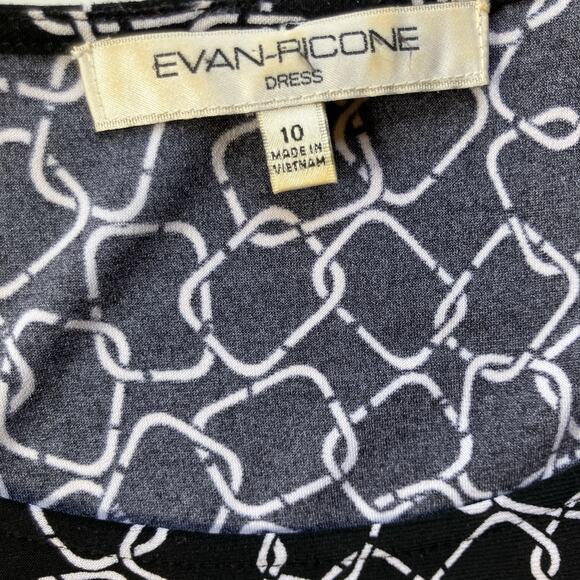 EVAN-PICONE
DRESS
10
MADE IN
VIETNAM